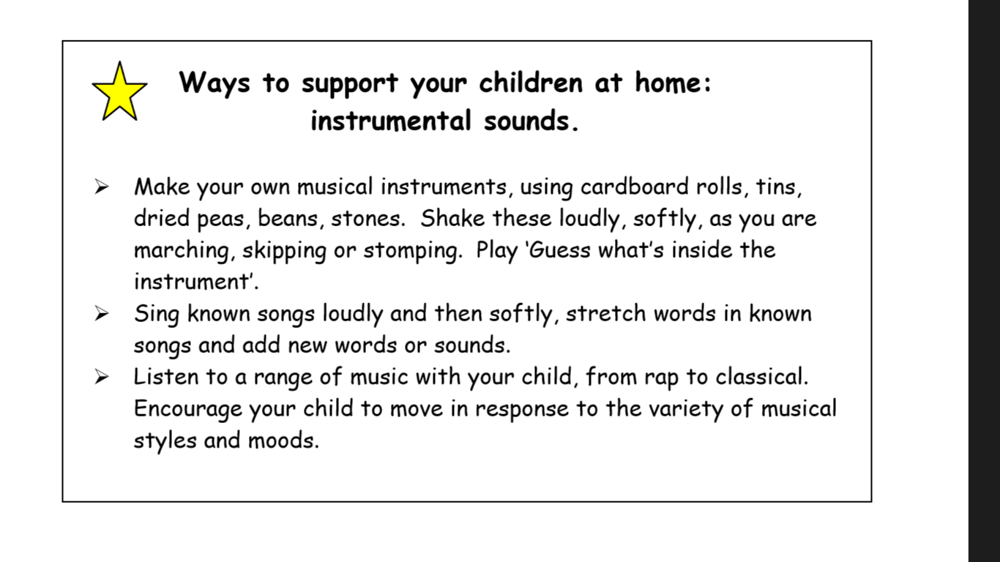 Ways to support your children at home:
instrumental sounds.
➢ Make your own musical instruments, using cardboard rolls, tins,
dried peas, beans, stones.  Shake these loudly, softly, as you are
marching, skipping or stomping.  Play ‘Guess what’s inside the
instrument’.
➢ Sing known songs loudly and then softly, stretch words in known
songs and add new words or sounds.
➢ Listen to a range of music with your child, from rap to classical.
Encourage your child to move in response to the variety of musical
styles and moods.